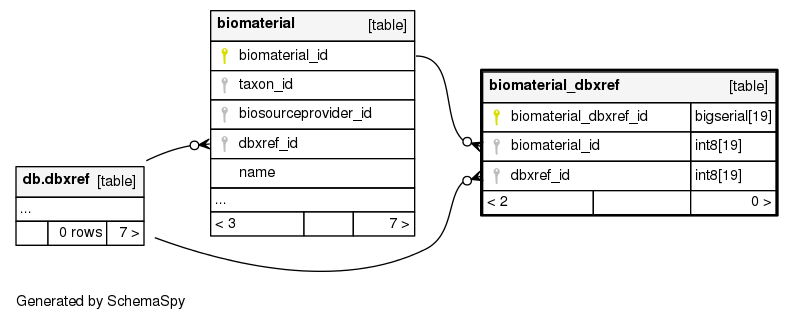 biomaterial [table]
biomaterial_id
taxon_id
biosourceprovider_id
dbxref_id
name
...
< 3 7 >
biomaterial_dbxref [table]
biomaterial_dbxref_id bigserial[19]
biomaterial_id int8[19]
dbxref_id int8[19]
< 2 0 >
db.dbxref [table]
...
0 rows 7 >
Generated by SchemaSpy